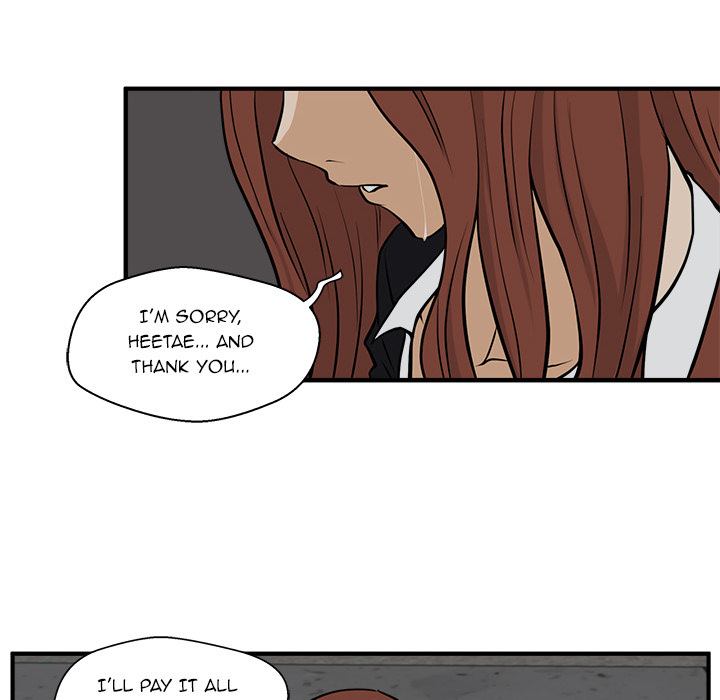 I'M SORRY,
HEETAE... AND
THANK YOU...
I'LL PAY IT ALL